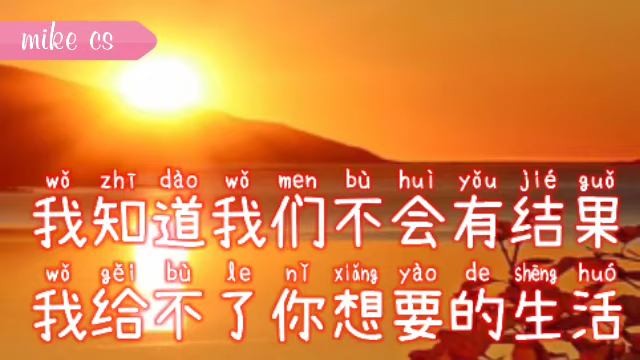 mike cs
wǒ zhī dào wǒ men bù huì yǒu jié guǒ
我知道我们不会有结果
wǒ gěi bù le nǐ xiǎng yào de shēng huó
我给不了你想要的生活